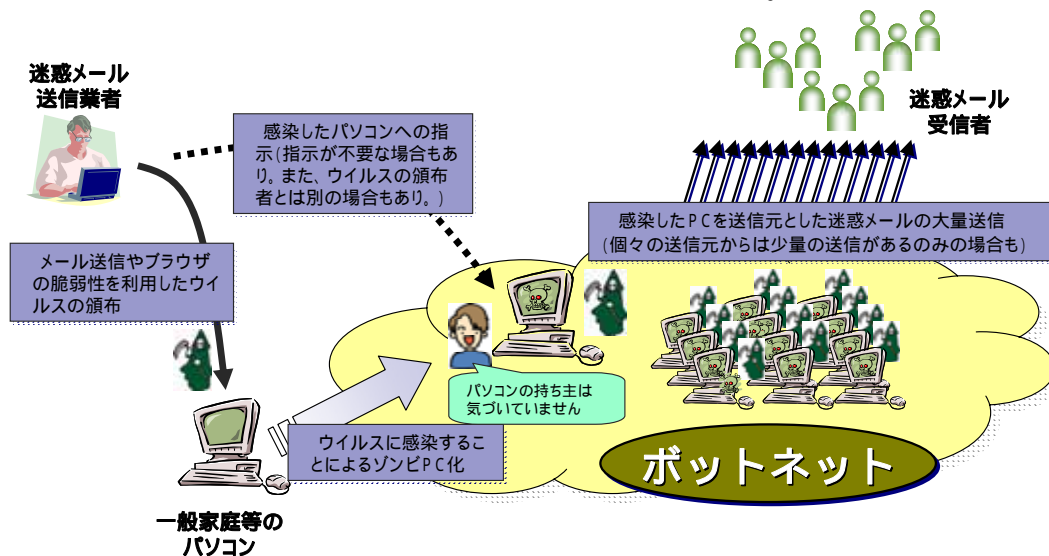 迷惑メール
送信業者
感染したパソコンへの指
示(指示が不要な場合もあ
り。また、ウイルスの頒布
者とは別の場合もあり。)
迷惑メール
受信者
感染したPCを送信元とした迷惑メールの大量送信
(個々の送信元からは少量の送信があるのみの場合も)
メール送信やブラウザ
の脆弱性を利用したウイ
ルスの頒布
パソコンの持ち主は
気づいていません
ウイルスに感染するこ
とによるゾンビPC化
ボットネット
一般家庭等の
パソコン